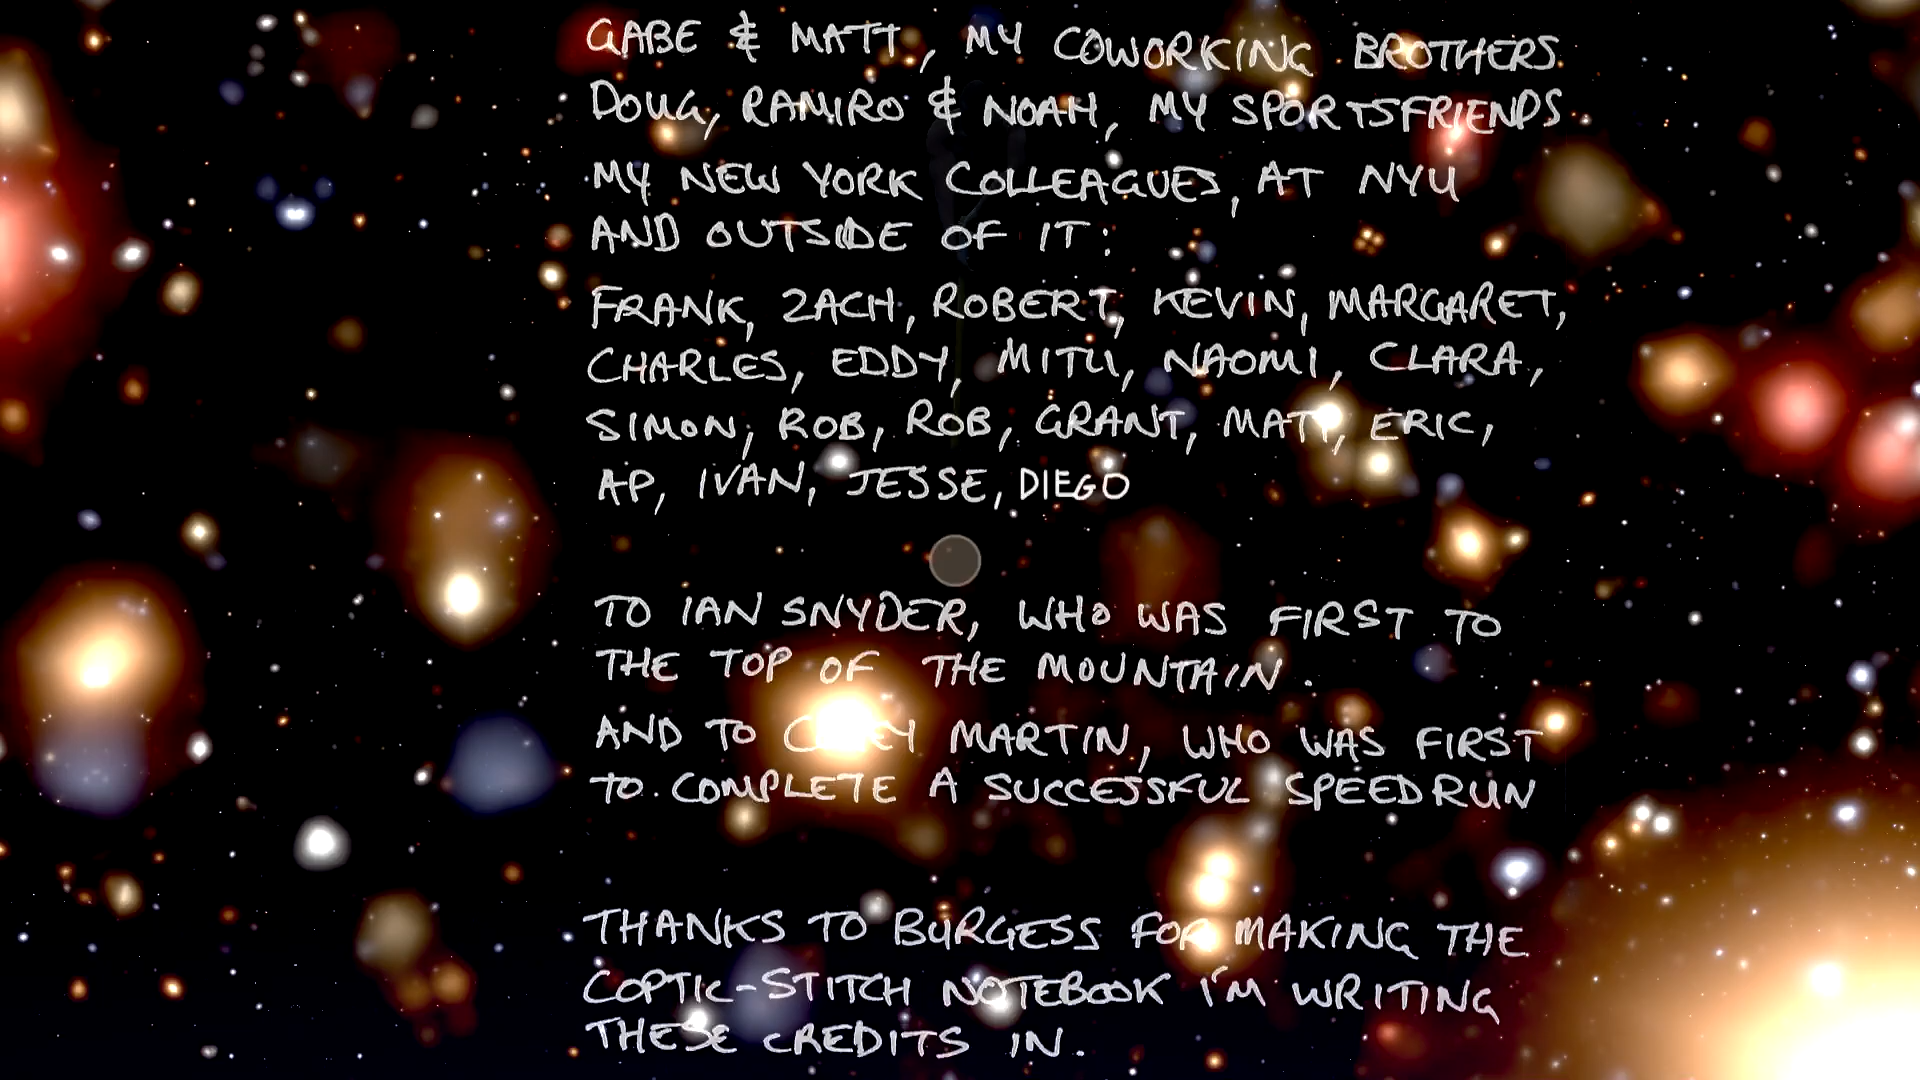 GABE & MATT, MY COWORKING BROTHERS
DOUG, RAMIRO & NOAH, MY SPORTSFRIENDS
MY NEW YORK COLLEAGUES, AT NYU
AND OUTSIDE OF IT:
FRANK, ZACH, ROBERT, KEVIN, MARGARET,
CHARLES, EDDY, MITU, NAOMI, CLARA,
SIMON, ROB, ROB, GRANT, MATT, ERIC,
AP, IVAN, JESSE, DIEGO
TO IAN SNYDER, WHO WAS FIRST TO
THE TOP OF THE MOUNTAIN.
AND TO MARTIN, WHO WAS FIRST
TO COMPLETE A SUCCESSFUL SPEEDRUN
THANKS TO BURGESS FOR MAKING THE
COPTIC-STITCH NOTEBOOK I'M WRITING
THESE CREDITS IN.